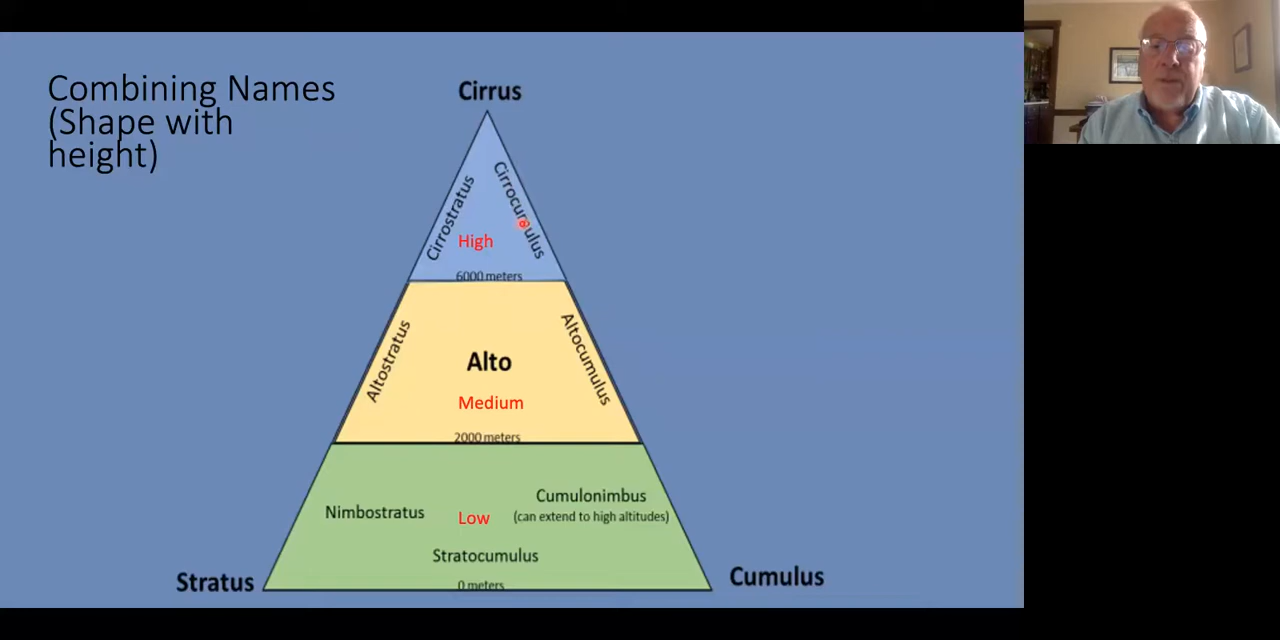 Combining Names
(Shape with
height)
Cirrus
Cirrostratus
Cirrocumulus
High
6000 meters
Altostratus
Alto
Altocumulus
Medium
2000 meters
Nimbostratus
Low
Cumulonimbus
(can extend to high altitudes)
Stratocumulus
0 meters
Stratus
Cumulus